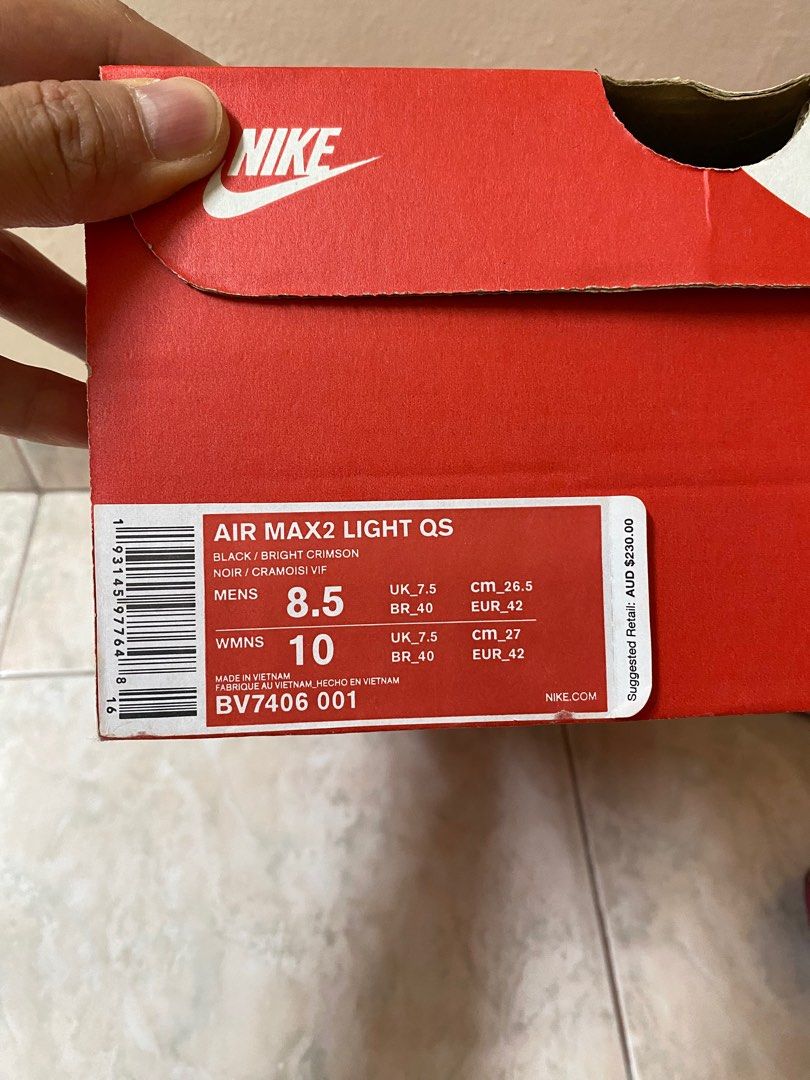 NIKE
AIR MAX2 LIGHT QS
BLACK / BRIGHT CRIMSON
NOIR / CRAMOISI VIF
MENS 8.5 UK_7.5 cm_26.5
BR_40 EUR_42
WMNS 10 UK_7.5 cm_27
BR_40 EUR_42
MADE IN VIETNAM
FABRIQUE AU VIETNAM_HECHO EN VIETNAM
BV7406 001
NIKE.COM
Suggested Retail: AUD $230.00
1 93145 97764 8
16